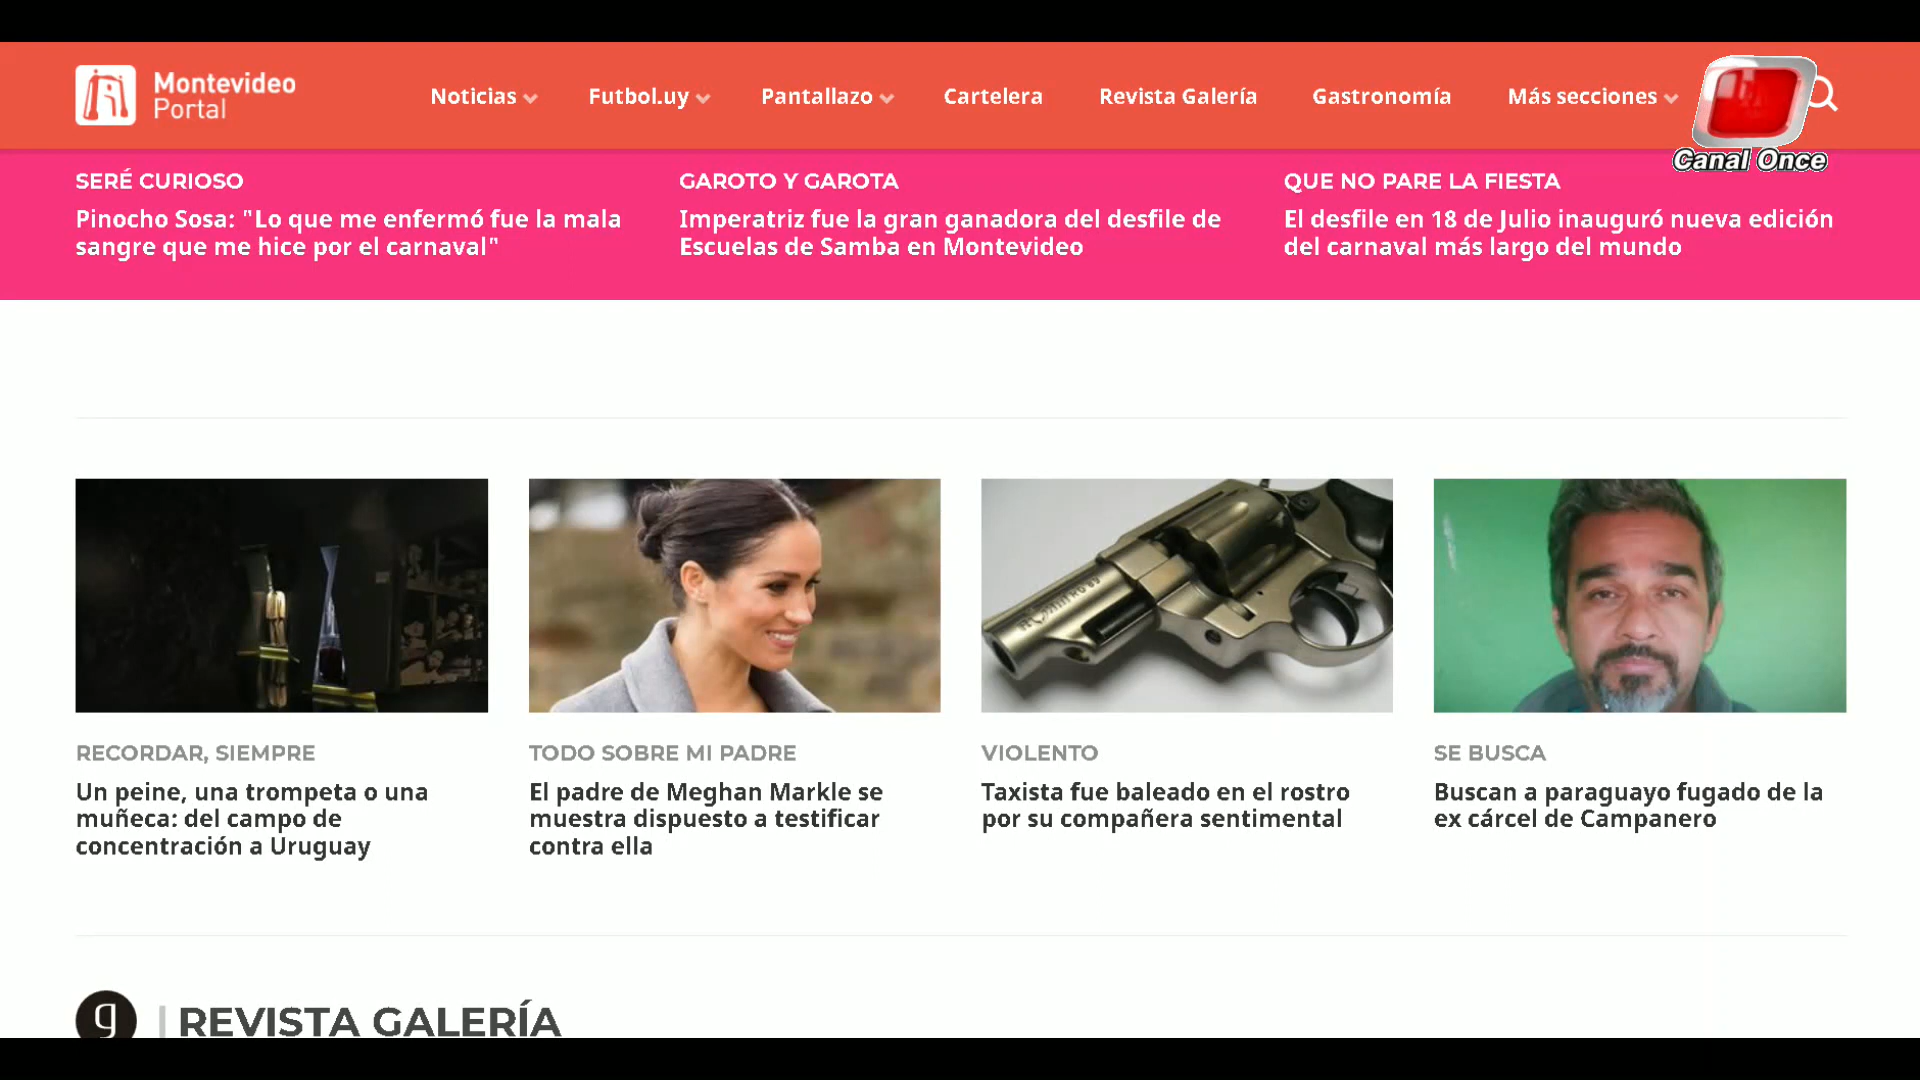 Montevideo
Portal
Noticias
Futbol.uy
Pantallazo
Cartelera
Revista Galería
Gastronomía
Más secciones
Canal Once
SERÉ CURIOSO
Pinocho Sosa: "Lo que me enfermó fue la mala
sangre que me hice por el carnaval"
GAROTO Y GAROTA
Imperatriz fue la gran ganadora del desfile de
Escuelas de Samba en Montevideo
QUE NO PARE LA FIESTA
El desfile en 18 de Julio inauguró nueva edición
del carnaval más largo del mundo
RECORDAR, SIEMPRE
Un peine, una trompeta o una
muñeca: del campo de
concentración a Uruguay
TODO SOBRE MI PADRE
El padre de Meghan Markle se
muestra dispuesto a testificar
contra ella
VIOLENTO
Taxista fue baleado en el rostro
por su compañera sentimental
SE BUSCA
Buscan a paraguayo fugado de la
ex cárcel de Campanero
g | REVISTA GALERÍA